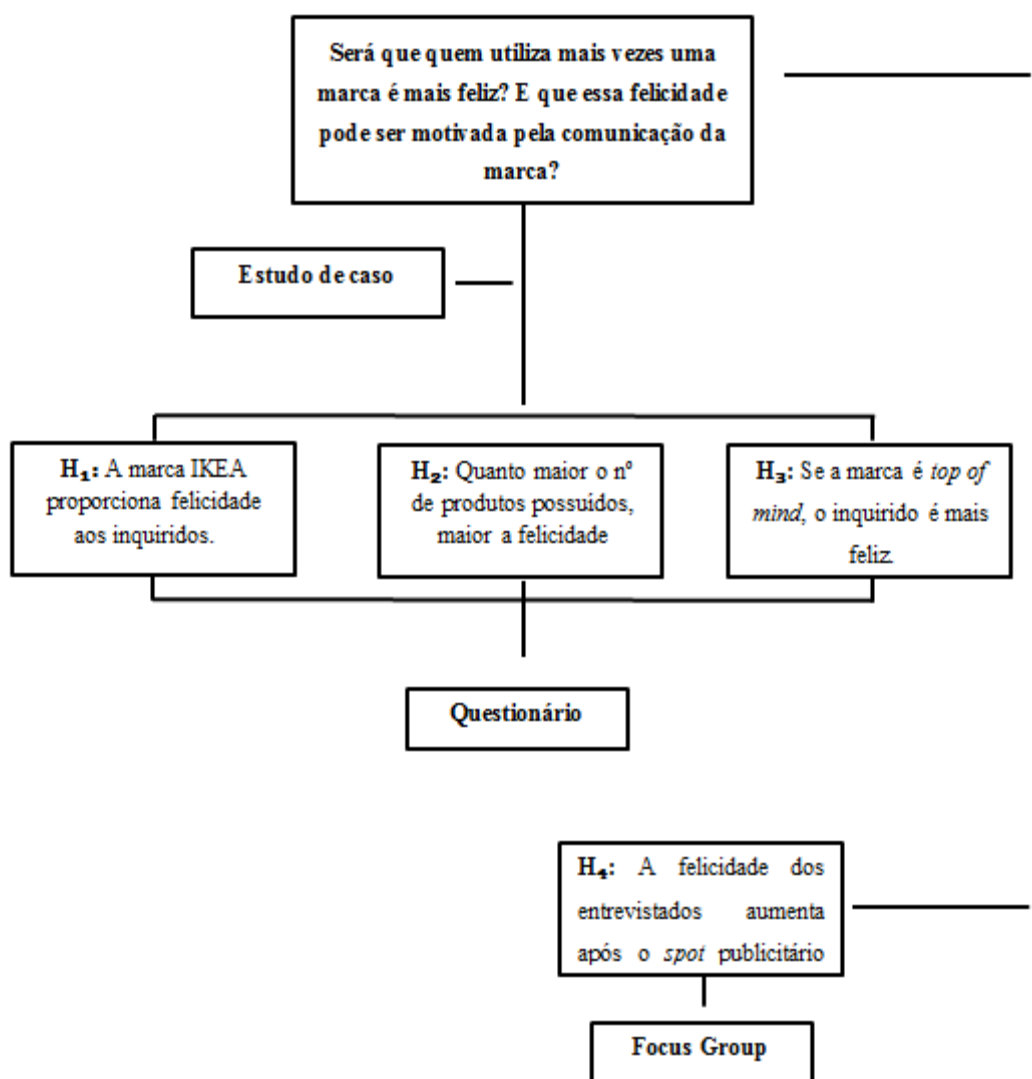 Será que quem utiliza mais vezes uma
marca é mais feliz? E que essa felicidade
pode ser motivada pela comunicação da
marca?
Estudo de caso
H₁: A marca IKEA
proporciona felicidade
aos inquiridos.
H₂: Quanto maior o nº
de produtos possuídos,
maior a felicidade
H₃: Se a marca é top of
mind, o inquirido é mais
feliz.
Questionário
H₄: A felicidade dos
entrevistados aumenta
após o spot publicitário
Focus Group